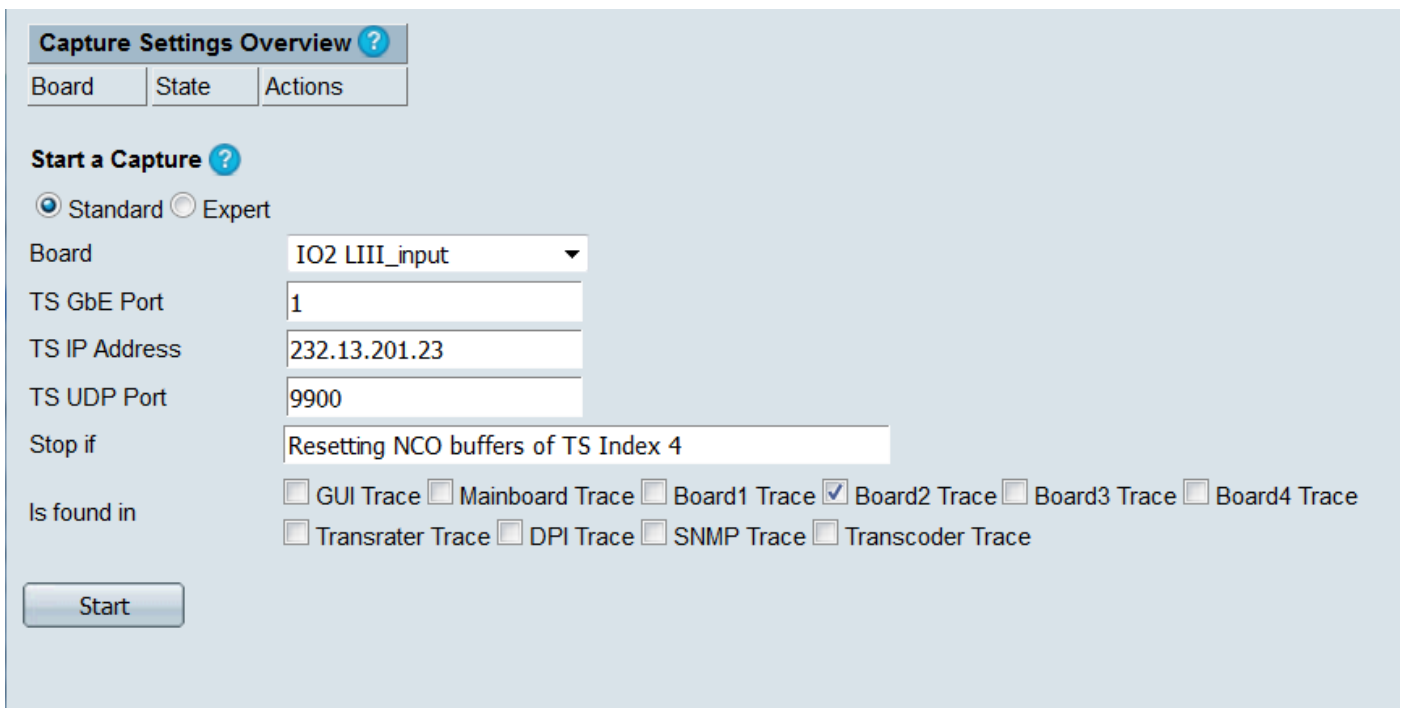 Capture Settings Overview ?
Board State Actions
Start a Capture ?
Standard Expert
Board IO2 LIII_input
TS GbE Port 1
TS IP Address 232.13.201.23
TS UDP Port 9900
Stop if Resetting NCO buffers of TS Index 4
Is found in GUI Trace Mainboard Trace Board1 Trace Board2 Trace Board3 Trace Board4 Trace
Transrater Trace DPI Trace SNMP Trace Transcoder Trace
Start